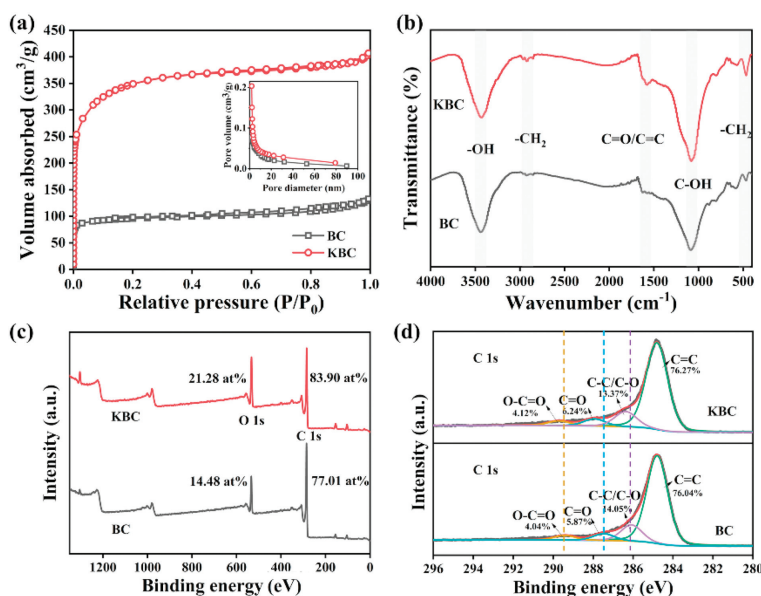 (a)
Volume absorbed (cm³/g)
450
400
350
300
250
200
150
100
50
0
0.0 0.2 0.4 0.6 0.8 1.0
Relative pressure (P/P₀)
Pore volume (cm³/g)
0.2
0.1
0.0
0 20 40 60 80 100
Pore diameter (nm)
BC
KBC
(b)
Transmittance (%)
KBC
-OH
-CH₂
C=O/C=C
C-OH
-CH₂
BC
4000 3500 3000 2500 2000 1500 1000 500
Wavenumber (cm⁻¹)
(c)
Intensity (a.u.)
21.28 at%
83.90 at%
KBC
O 1s
C 1s
14.48 at%
77.01 at%
BC
1200 1000 800 600 400 200 0
Binding energy (eV)
(d)
Intensity (a.u.)
C 1s
C=C
76.27%
C-C/C-O
13.37%
C=O
6.24%
O-C=O
4.12%
KBC
C 1s
C=C
76.04%
C-C/C-O
14.05%
C=O
5.87%
O-C=O
4.04%
BC
296 294 292 290 288 286 284 282 280
Binding energy (eV)